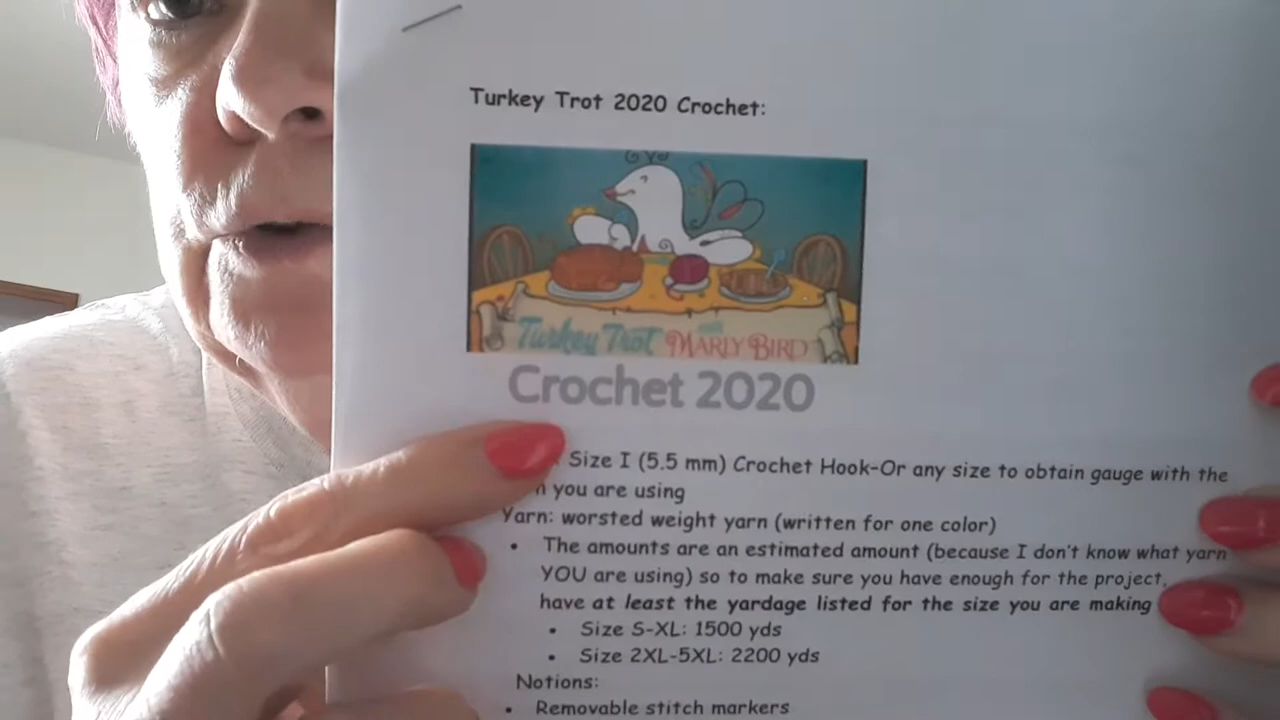 Turkey Trot 2020 Crochet:
Turkey Trot
MARLY BIRD
Crochet 2020
Size I (5.5 mm) Crochet Hook-Or any size to obtain gauge with the
you are using
Yarn: worsted weight yarn (written for one color)
• The amounts are an estimated amount (because I don't know what yarn
YOU are using) so to make sure you have enough for the project,
have at least the yardage listed for the size you are making
• Size S-XL: 1500 yds
• Size 2XL-5XL: 2200 yds
Notions:
• Removable stitch markers